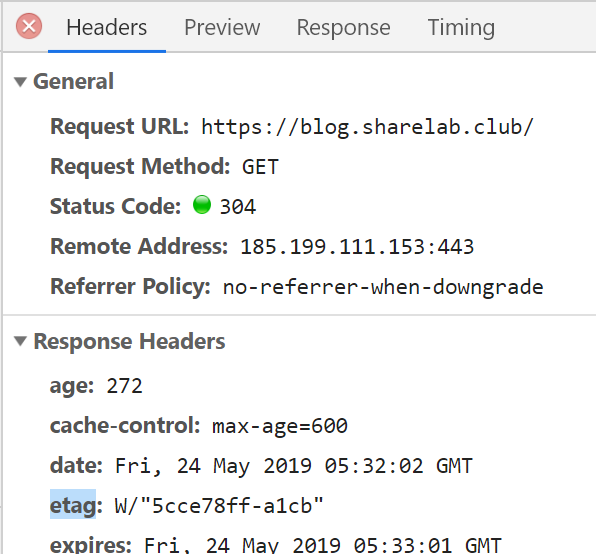 Headers Preview Response Timing
General
Request URL: https://blog.sharelab.club/
Request Method: GET
Status Code: 304
Remote Address: 185.199.111.153:443
Referrer Policy: no-referrer-when-downgrade
Response Headers
age: 272
cache-control: max-age=600
date: Fri, 24 May 2019 05:32:02 GMT
etag: W/"5cce78ff-a1cb"
expires: Fri, 24 May 2019 05:33:01 GMT